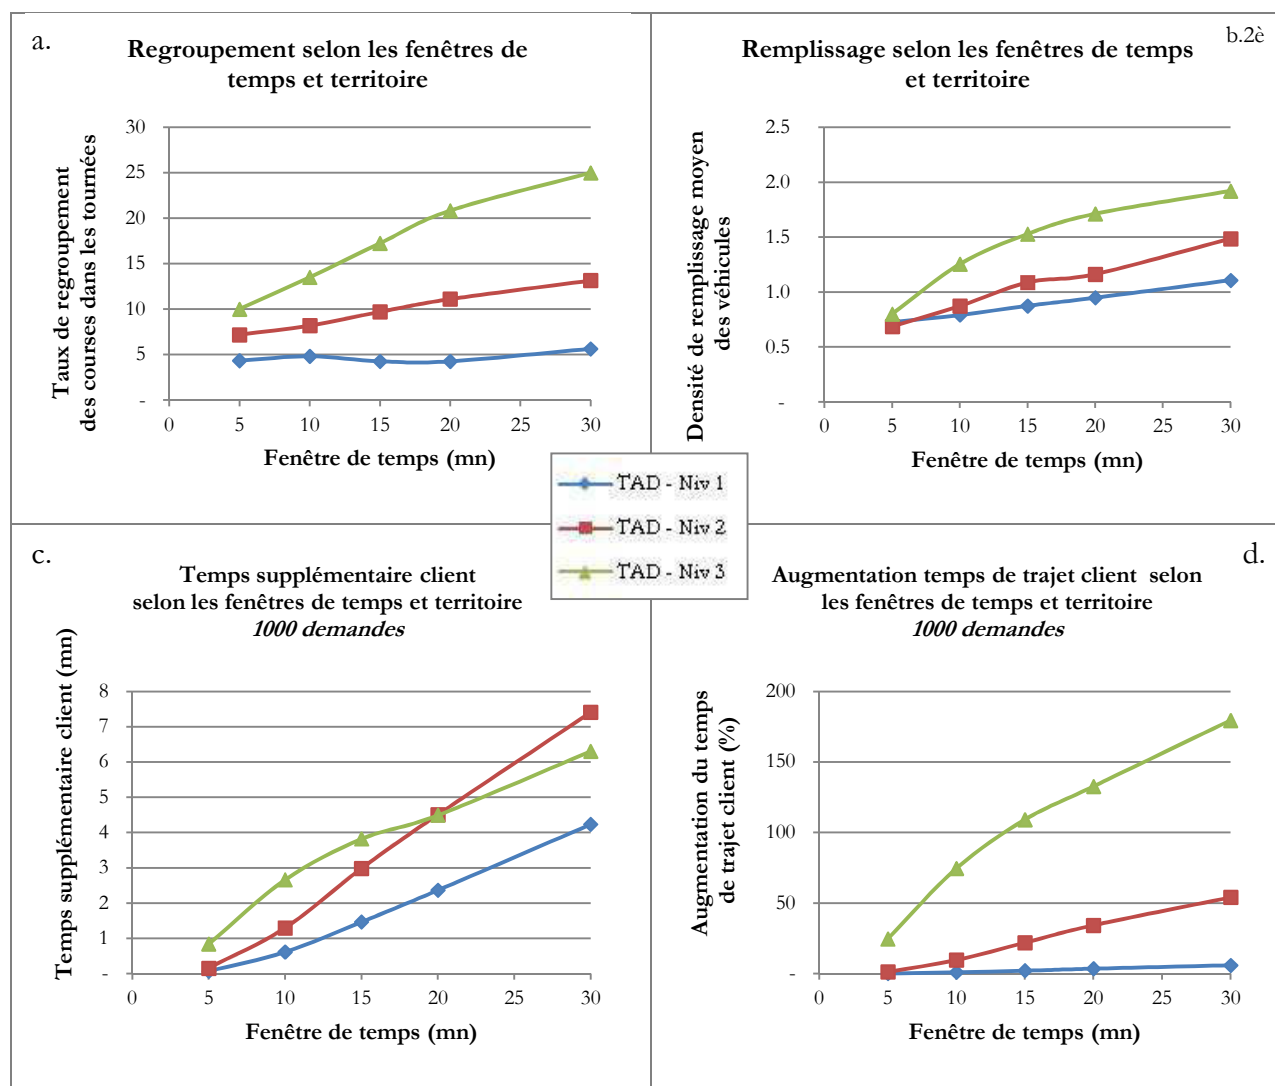 a.
Regroupement selon les fenêtres de
temps et territoire
Taux de regroupement
des courses dans les tournées
30
25
20
15
10
5
-
0 5 10 15 20 25 30
Fenêtre de temps (mn)
b.2è
Remplissage selon les fenêtres de temps
et territoire
Densité de remplissage moyen
des véhicules
2.5
2.0
1.5
1.0
0.5
-
0 5 10 15 20 25 30
Fenêtre de temps (mn)
TAD - Niv 1
TAD - Niv 2
TAD - Niv 3
c.
Temps supplémentaire client
selon les fenêtres de temps et territoire
1000 demandes
Temps supplémentaire client (mn)
8
7
6
5
4
3
2
1
-
0 5 10 15 20 25 30
Fenêtre de temps (mn)
d.
Augmentation temps de trajet client selon
les fenêtres de temps et territoire
1000 demandes
Augmentation du temps
de trajet client (%)
200
150
100
50
-
0 5 10 15 20 25 30
Fenêtre de temps (mn)